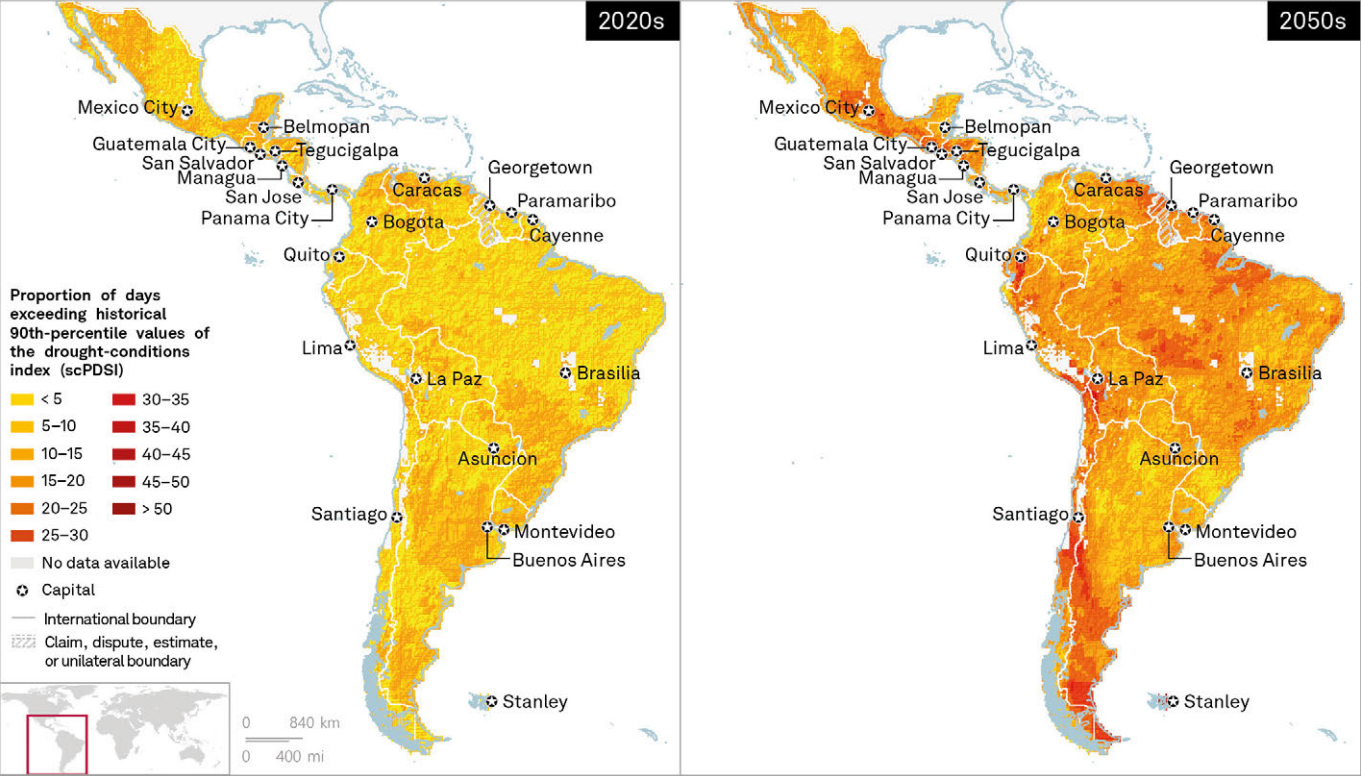 2020s
Mexico City
Belmopan
Guatemala City
Tegucigalpa
San Salvador
Managua
Georgetown
San Jose
Caracas
Paramaribo
Panama City
Bogota
Cayenne
Quito
Proportion of days
exceeding historical
90th-percentile values of
the drought-conditions
index (scPDSI)
Lima
La Paz
Brasilia
< 5
30–35
5–10
35–40
10–15
40–45
15–20
45–50
20–25
> 50
25–30
Asuncion
Santiago
Montevideo
Buenos Aires
No data available
Capital
International boundary
Claim, dispute, estimate,
or unilateral boundary
Stanley
0 840 km
0 400 mi
2050s
Mexico City
Belmopan
Guatemala City
Tegucigalpa
San Salvador
Managua
Georgetown
San Jose
Caracas
Paramaribo
Panama City
Bogota
Cayenne
Quito
Lima
La Paz
Brasilia
Asuncion
Santiago
Montevideo
Buenos Aires
Stanley